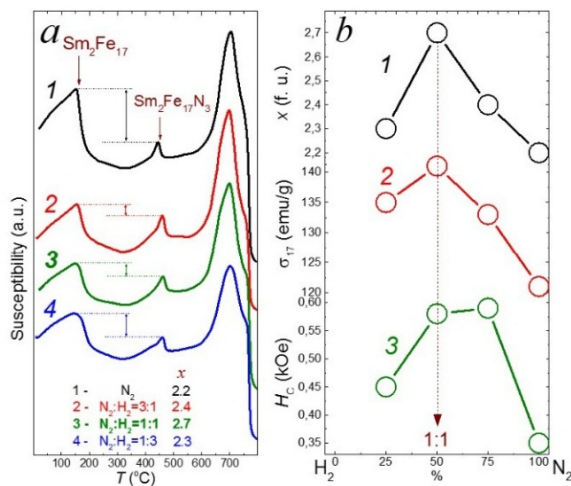 a
Sm₂Fe₁₇
1
Sm₂Fe₁₇N₃
2
3
4
x
1 - N₂ 2.2
2 - N₂:H₂=3:1 2.4
3 - N₂:H₂=1:1 2.7
4 - N₂:H₂=1:3 2.3
Susceptibility (a.u.)
100 200 300 400 500 600 700 800
T (°C)
b
x (f. u.)
2,7
2,6
2,5
2,4
2,3
2,2
1
σ₁₇ (emu/g)
140
135
130
125
120
2
H_C (kOe)
0,60
0,55
0,50
0,45
0,40
0,35
3
1:1
H₂ 0 25 50 75 100 N₂
%